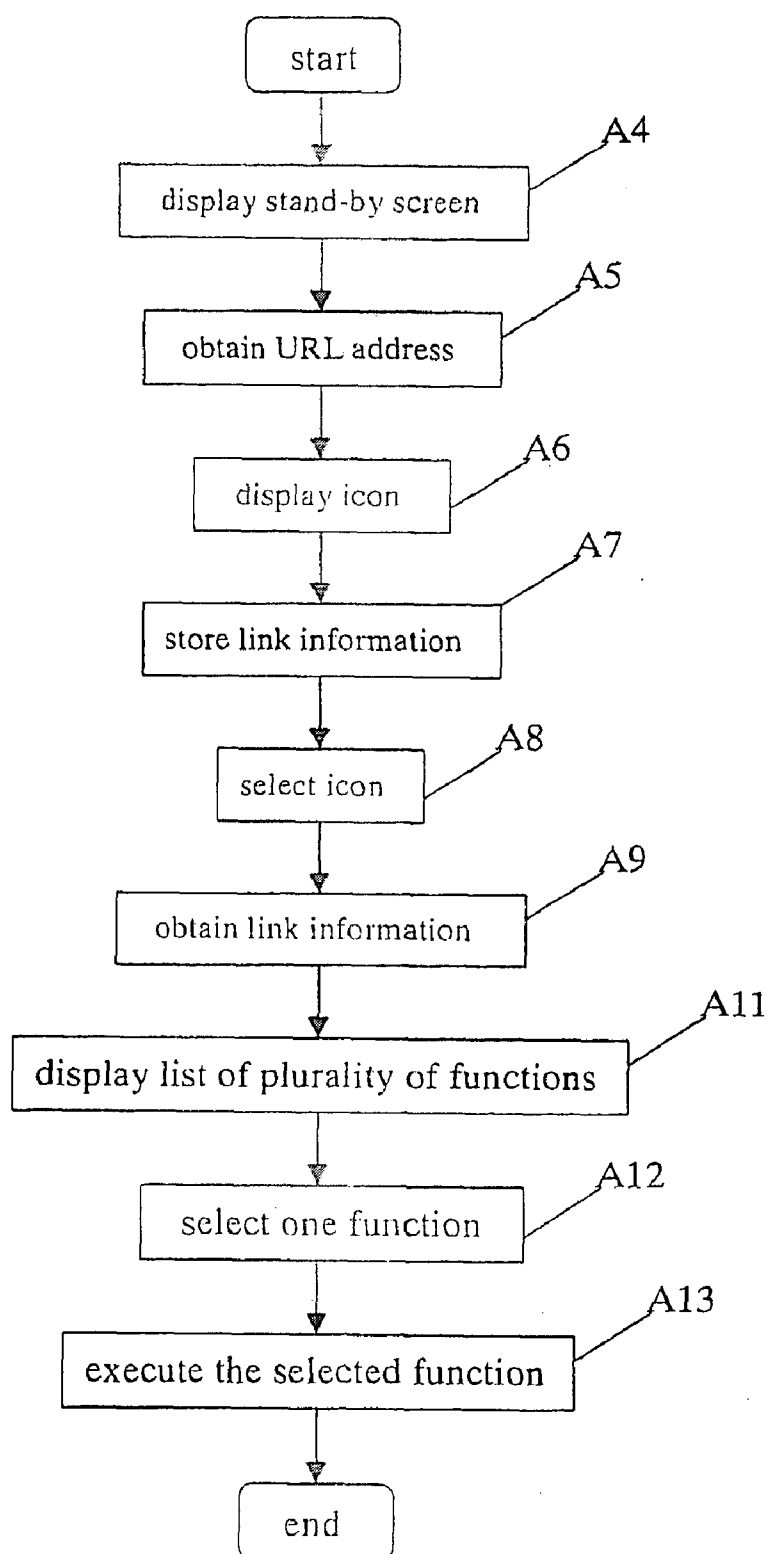 start
A4
display stand-by screen
A5
obtain URL address
A6
display icon
A7
store link information
A8
select icon
A9
obtain link information
A11
display list of plurality of functions
A12
select one function
A13
execute the selected function
end